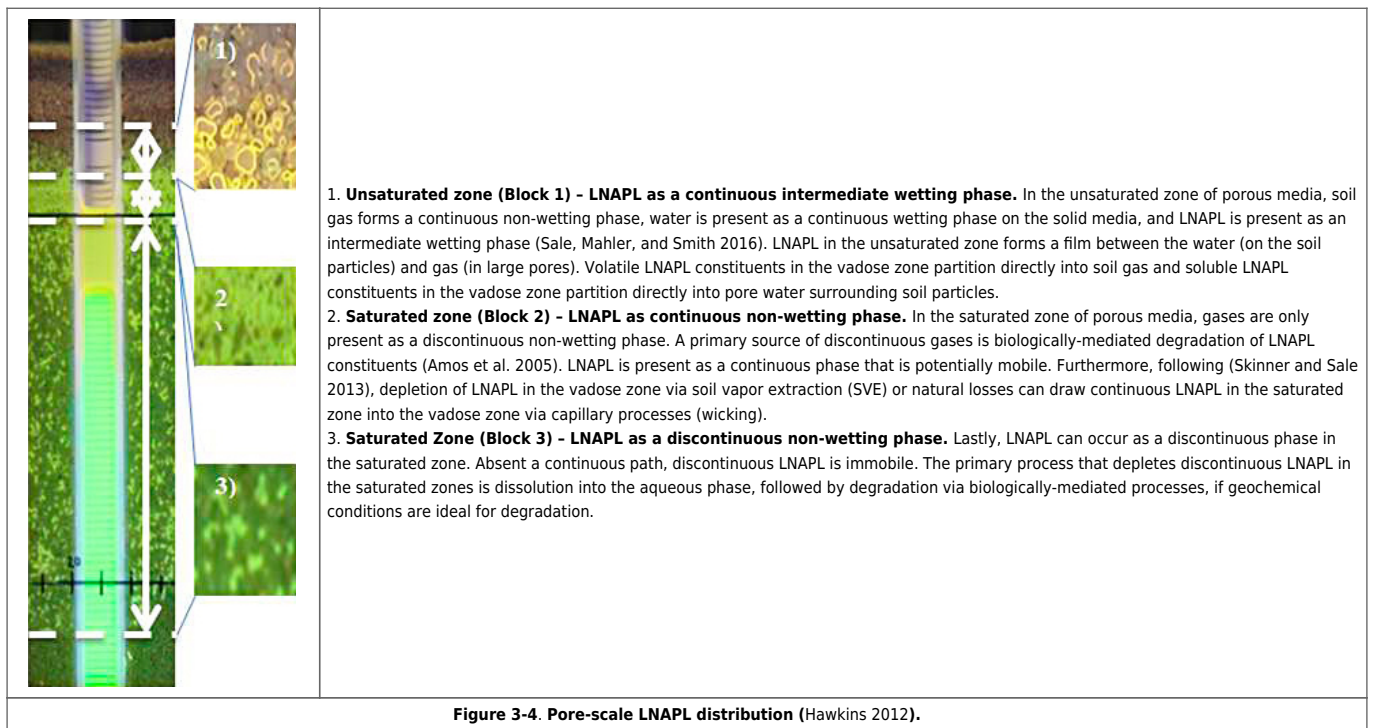 1)
2
3)
20
1. Unsaturated zone (Block 1) – LNAPL as a continuous intermediate wetting phase. In the unsaturated zone of porous media, soil
gas forms a continuous non-wetting phase, water is present as a continuous wetting phase on the solid media, and LNAPL is present as an
intermediate wetting phase (Sale, Mahler, and Smith 2016). LNAPL in the unsaturated zone forms a film between the water (on the soil
particles) and gas (in large pores). Volatile LNAPL constituents in the vadose zone partition directly into soil gas and soluble LNAPL
constituents in the vadose zone partition directly into pore water surrounding soil particles.
2. Saturated zone (Block 2) – LNAPL as continuous non-wetting phase. In the saturated zone of porous media, gases are only
present as a discontinuous non-wetting phase. A primary source of discontinuous gases is biologically-mediated degradation of LNAPL
constituents (Amos et al. 2005). LNAPL is present as a continuous phase that is potentially mobile. Furthermore, following (Skinner and Sale
2013), depletion of LNAPL in the vadose zone via soil vapor extraction (SVE) or natural losses can draw continuous LNAPL in the saturated
zone into the vadose zone via capillary processes (wicking).
3. Saturated Zone (Block 3) – LNAPL as a discontinuous non-wetting phase. Lastly, LNAPL can occur as a discontinuous phase in
the saturated zone. Absent a continuous path, discontinuous LNAPL is immobile. The primary process that depletes discontinuous LNAPL in
the saturated zones is dissolution into the aqueous phase, followed by degradation via biologically-mediated processes, if geochemical
conditions are ideal for degradation.
Figure 3-4. Pore-scale LNAPL distribution (Hawkins 2012).